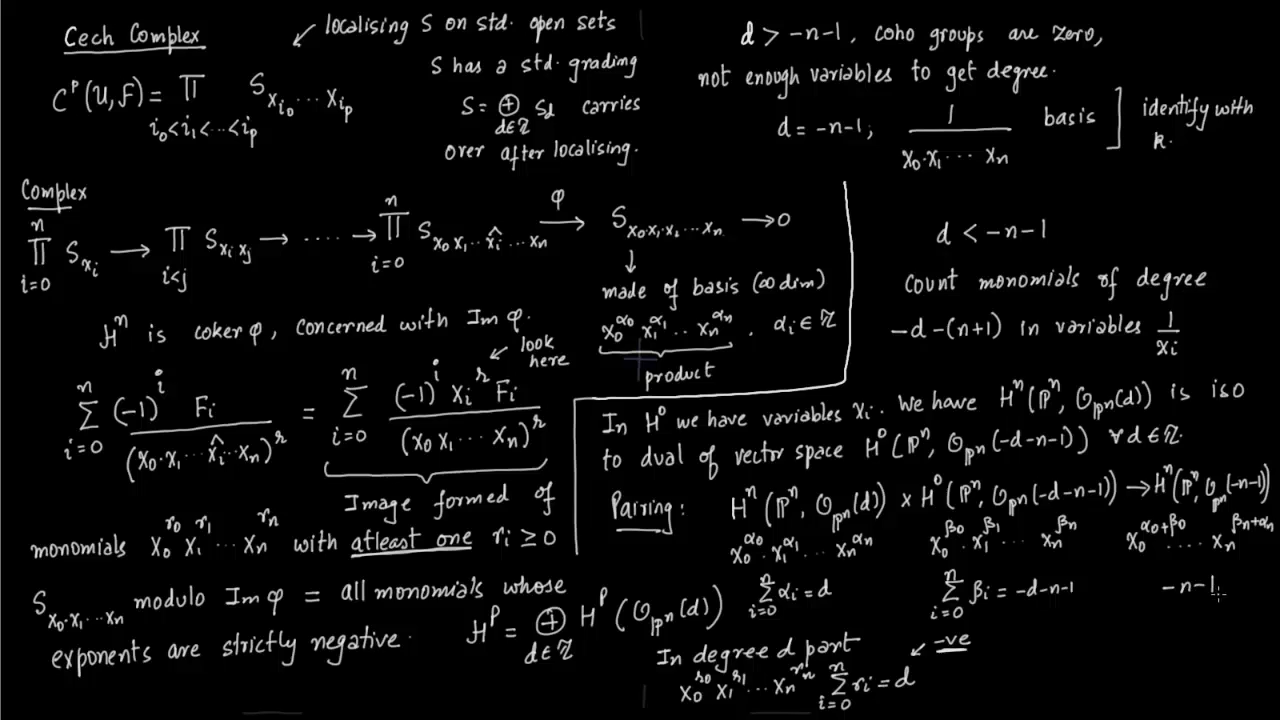 Cech Complex
↙ localising S on std. open sets
S has a std. grading
C^p(U,F) = ∏_{i_0<i_1<...<i_p} S_{x_{i_0}...x_{i_p}}
S = ⊕_{d∈ℤ} S_d carries
over after localising.
Complex
∏_{i=0}^{n} S_{x_i} → ∏_{i<j} S_{x_i x_j} → .... → ∏_{i=0}^{n} S_{x_0 x_1..x̂_i...x_n} →^φ S_{x_0.x_1.x_2...x_n} → 0
↓
made of basis (∞ dim)
x_0^{α_0} x_1^{α_1} .. x_n^{α_n}, α_i ∈ ℤ
product
H^n is coker φ, concerned with Im φ.
↙ look
here
∑_{i=0}^{n} (-1)^i F_i / (x_0.x_1..x̂_i..x_n)^r = ∑_{i=0}^{n} (-1)^i x_i^r F_i / (x_0 x_1... x_n)^r
Image formed of
monomials x_0^{r_0} x_1^{r_1} ... x_n^{r_n} with atleast one r_i ≥ 0
S_{x_0.x_1...x_n} modulo Im φ = all monomials whose
exponents are strictly negative.
H^p = ⊕_{d∈ℤ} H^p(O_{ℙ^n}(d))
In degree d part
↙ -ve
x_0^{r_0} x_1^{r_1} ... x_n^{r_n} ∑_{i=0}^{n} r_i = d
d > -n-1, coho groups are zero,
not enough variables to get degree.
d = -n-1; 1 / (x_0.x_1...x_n) basis ] identify with
k.
d < -n-1
count monomials of degree
-d-(n+1) in variables 1/x_i
In H^0 we have variables x_i. We have H^n(ℙ^n, O_{ℙ^n}(d)) is iso
to dual of vector space H^0(ℙ^n, O_{ℙ^n}(-d-n-1)) ∀ d∈ℤ.
Pairing: H^n(ℙ^n, O_{ℙ^n}(d)) × H^0(ℙ^n, O_{ℙ^n}(-d-n-1)) → H^n(ℙ^n, O_{ℙ^n}(-n-1))
x_0^{α_0}.x_1^{α_1}... x_n^{α_n} x_0^{β_0}.x_1^{β_1}... x_n^{β_n} x_0^{α_0+β_0} .... x_n^{β_n+α_n}
∑_{i=0}^{n} α_i = d ∑_{i=0}^{n} β_i = -d-n-1 -n-1